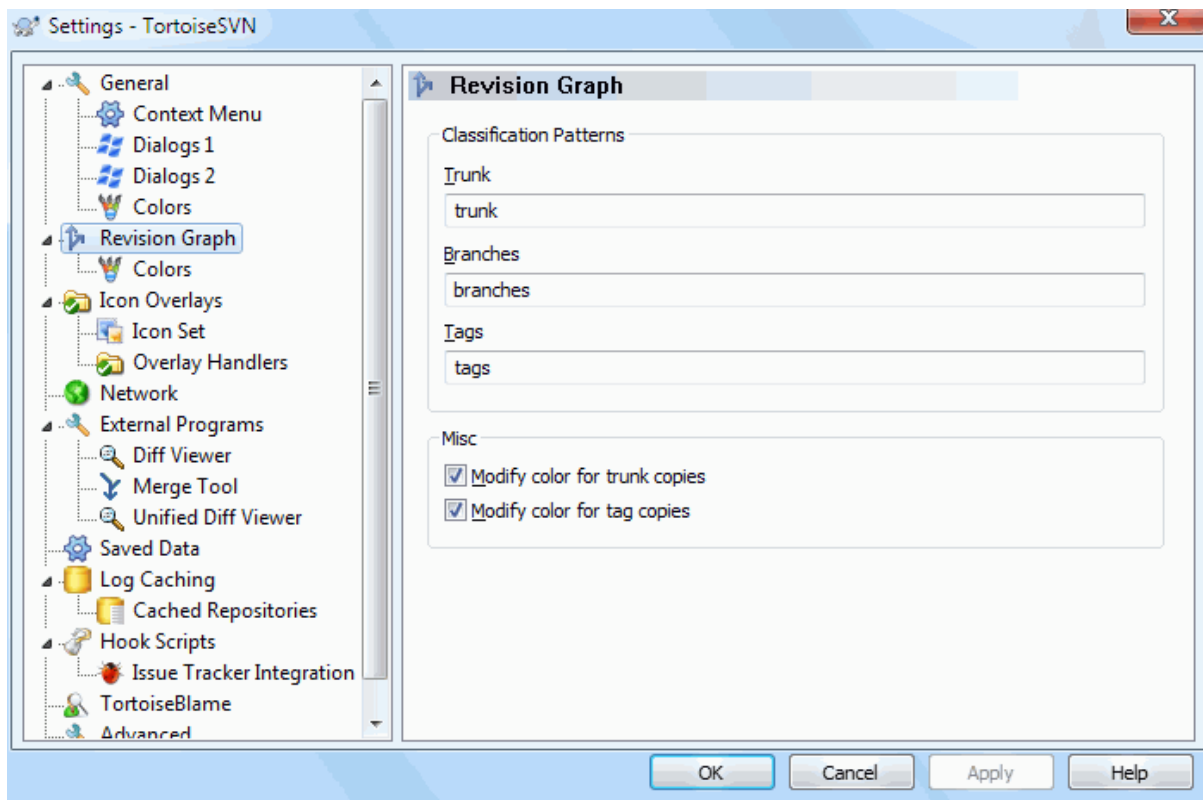 Settings - TortoiseSVN
General
Context Menu
Dialogs 1
Dialogs 2
Colors
Revision Graph
Colors
Icon Overlays
Icon Set
Overlay Handlers
Network
External Programs
Diff Viewer
Merge Tool
Unified Diff Viewer
Saved Data
Log Caching
Cached Repositories
Hook Scripts
Issue Tracker Integration
TortoiseBlame
Advanced
Revision Graph
Classification Patterns
Trunk
trunk
Branches
branches
Tags
tags
Misc
Modify color for trunk copies
Modify color for tag copies
OK
Cancel
Apply
Help